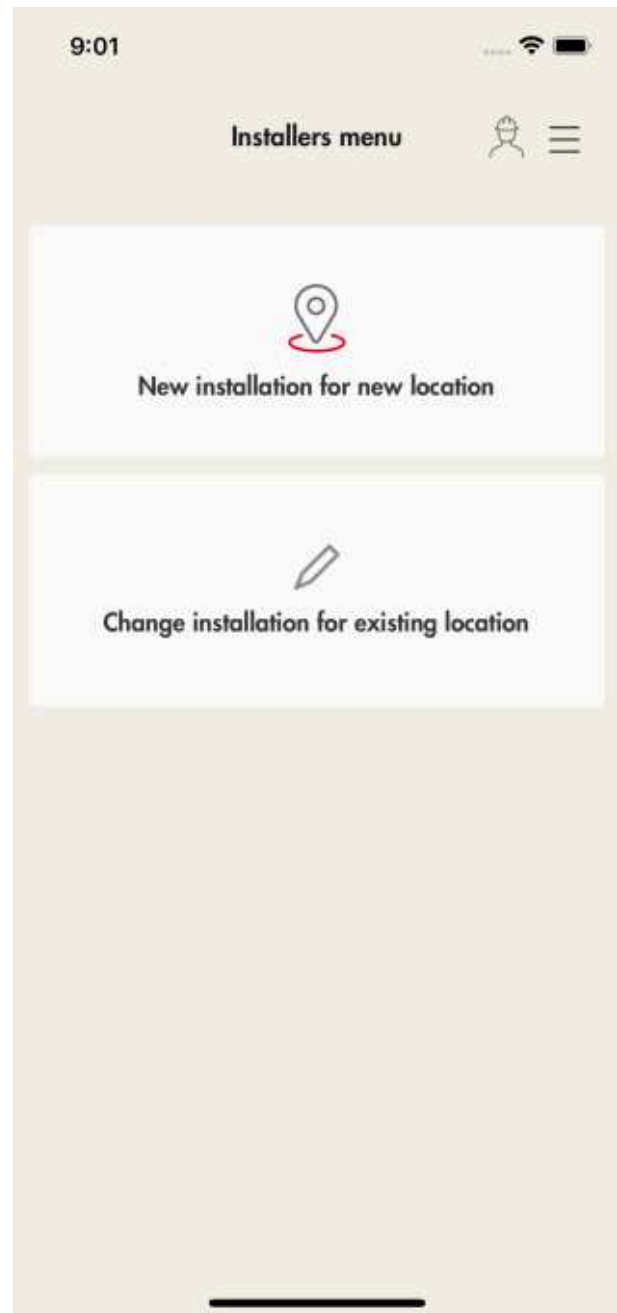 9:01
Installers menu
New installation for new location
Change installation for existing location